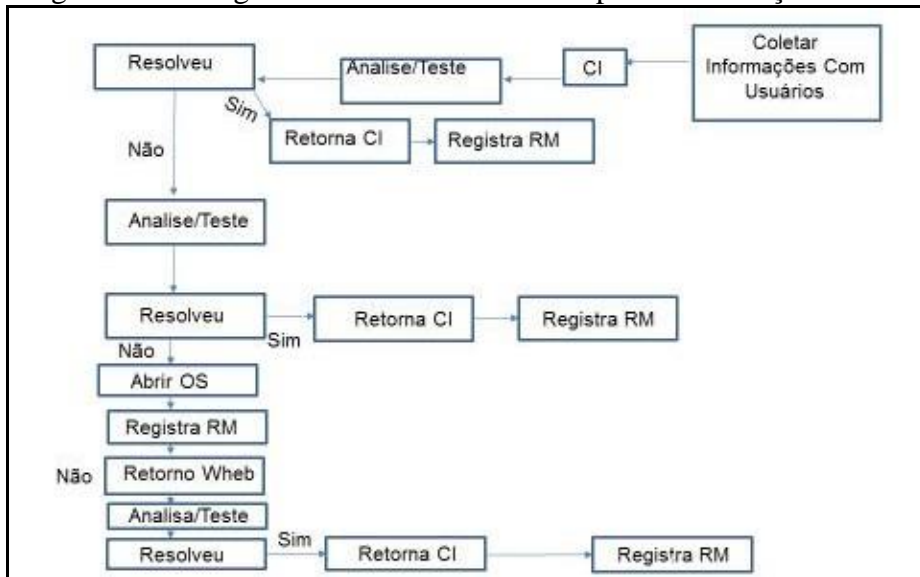 Resolveu
Analise/Teste
CI
Coletar
Informações Com
Usuários
Sim
Retorna CI
Registra RM
Não
Analise/Teste
Resolveu
Sim
Retorna CI
Registra RM
Não
Abrir OS
Registra RM
Não
Retorno Wheb
Analisa/Teste
Resolveu
Sim
Retorna CI
Registra RM